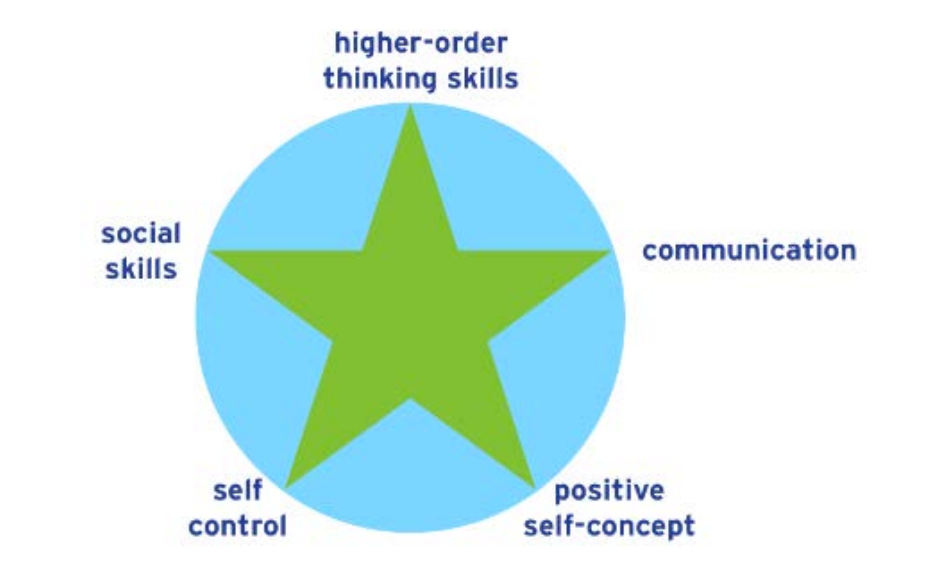 higher-order
thinking skills
social
skills
communication
self
control
positive
self-concept